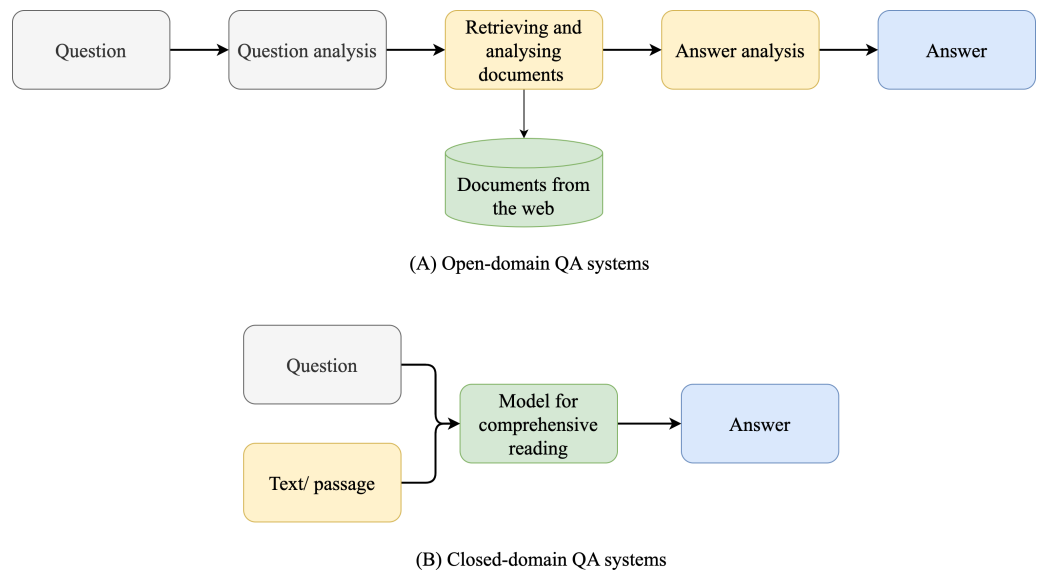 Question
Question analysis
Retrieving and
analysing
documents
Answer analysis
Answer
Documents from
the web
(A) Open-domain QA systems
Question
Text/ passage
Model for
comprehensive
reading
Answer
(B) Closed-domain QA systems